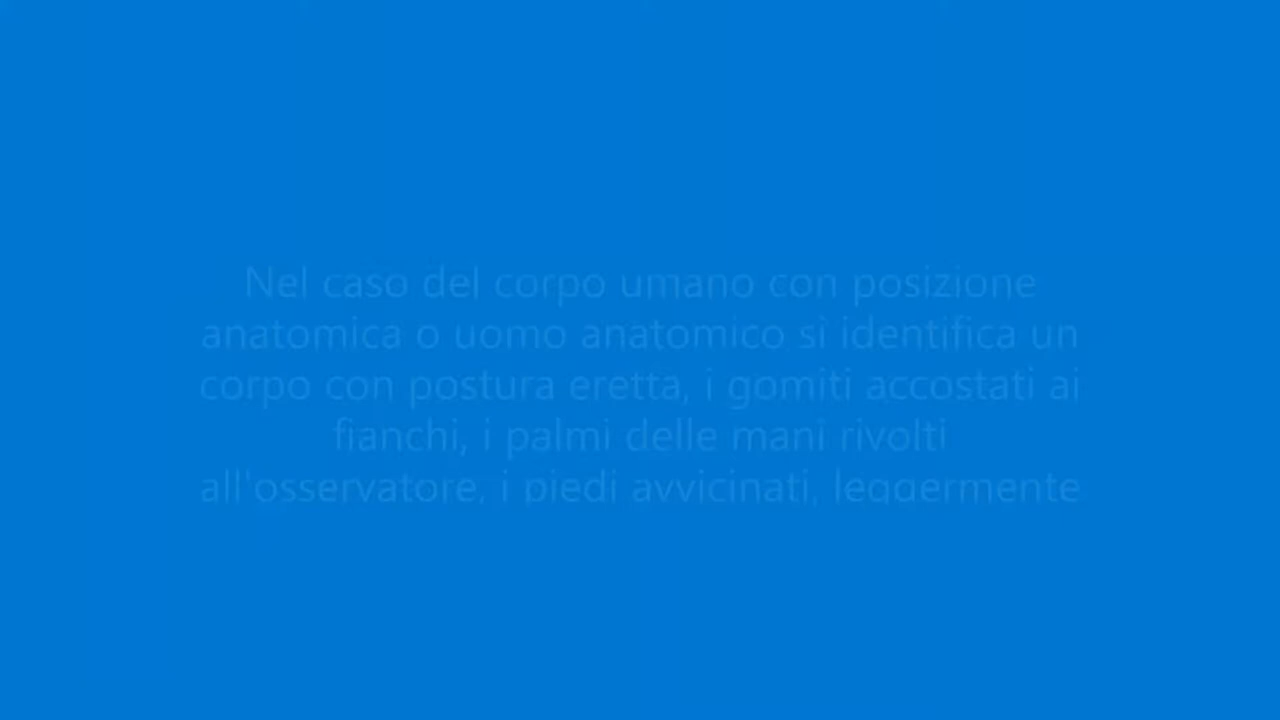 Nel caso del corpo umano con posizione
anatomica o uomo anatomico si identifica un
corpo con postura eretta, i gomiti accostati ai
fianchi, i palmi delle mani rivolti
all'osservatore, i piedi avvicinati, leggermente